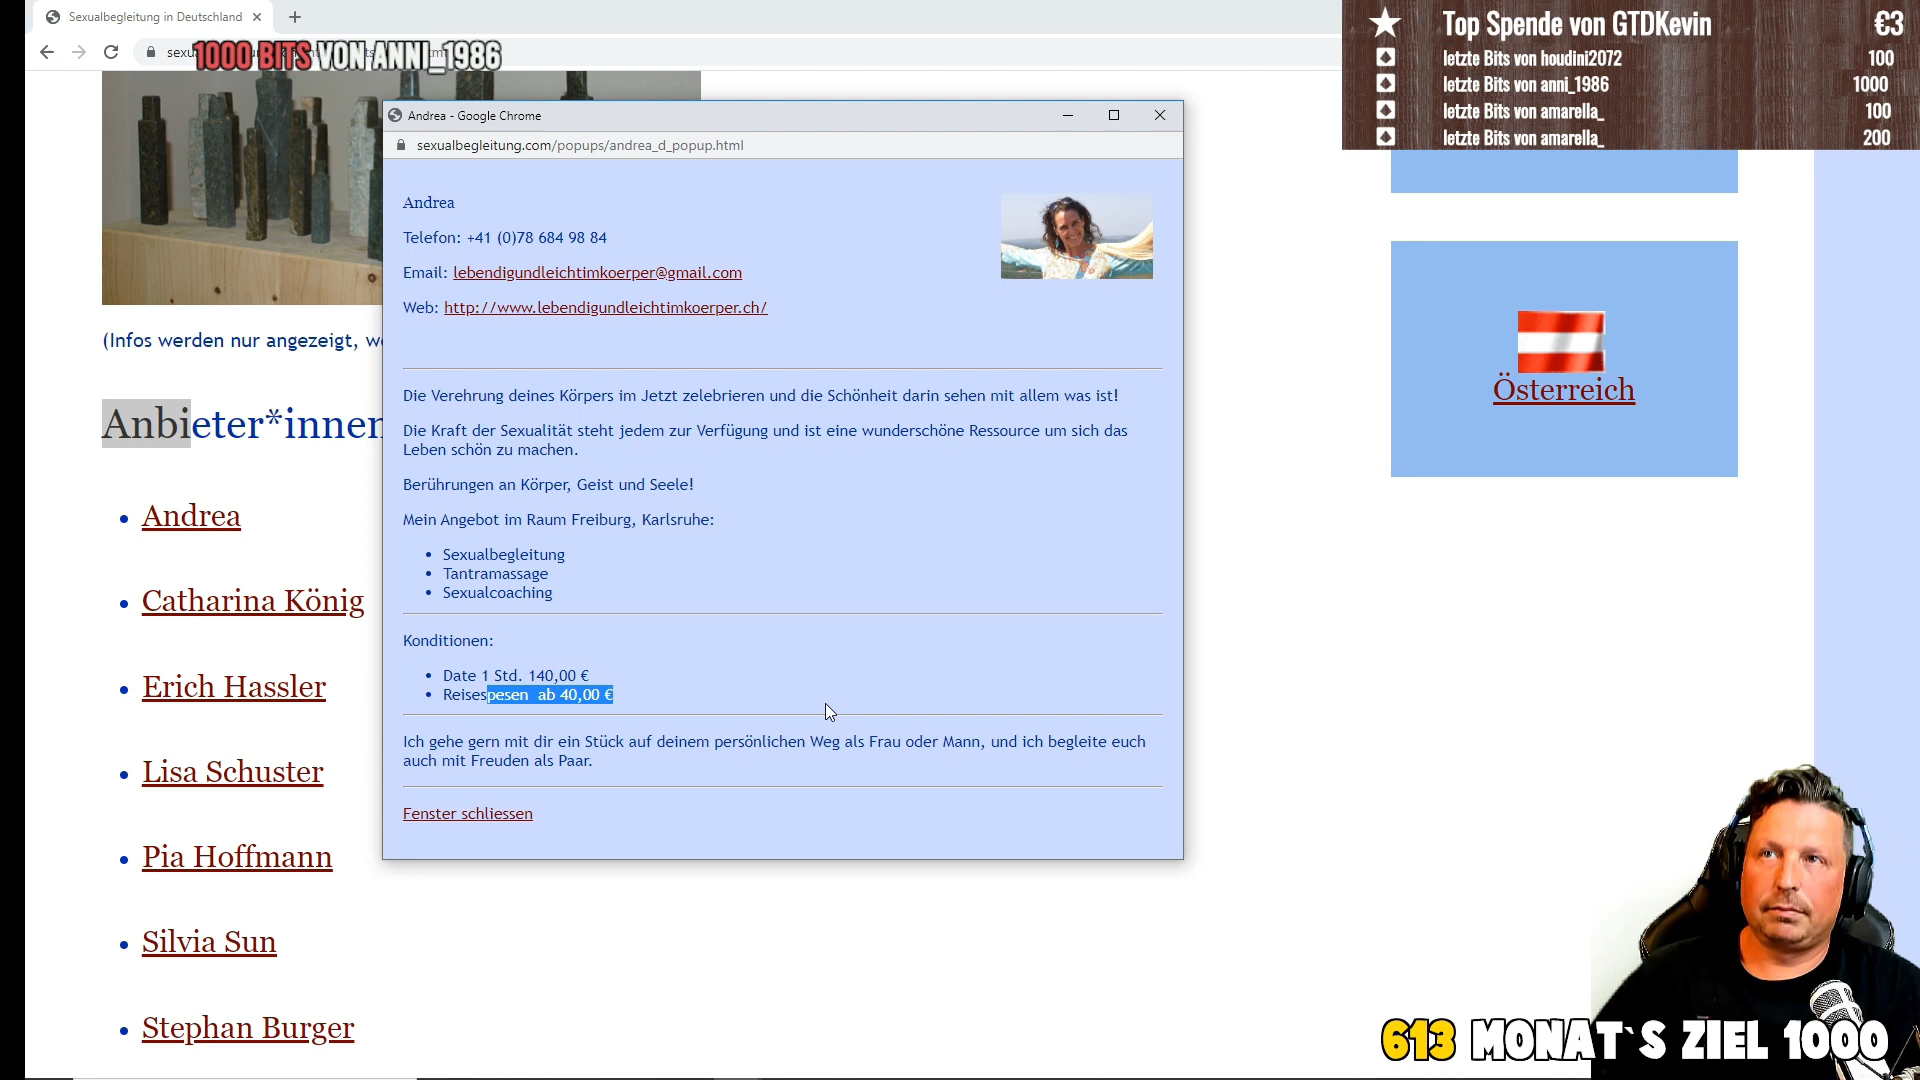 Sexualbegleitung in Deutschland
1000 BITS VON ANNI_1986
Top Spende von GTDKevin €3
letzte Bits von houdini2072 100
letzte Bits von anni_1986 1000
letzte Bits von amarella_ 100
letzte Bits von amarella_ 200
Andrea - Google Chrome
sexualbegleitung.com/popups/andrea_d_popup.html
Andrea
Telefon: +41 (0)78 684 98 84
Email: lebendigundleichtimkoerper@gmail.com
Web: http://www.lebendigundleichtimkoerper.ch/
Die Verehrung deines Körpers im Jetzt zelebrieren und die Schönheit darin sehen mit allem was ist!
Die Kraft der Sexualität steht jedem zur Verfügung und ist eine wunderschöne Ressource um sich das
Leben schön zu machen.
Berührungen an Körper, Geist und Seele!
Mein Angebot im Raum Freiburg, Karlsruhe:
Sexualbegleitung
Tantramassage
Sexualcoaching
Konditionen:
Date 1 Std. 140,00 €
Reisespesen ab 40,00 €
Ich gehe gern mit dir ein Stück auf deinem persönlichen Weg als Frau oder Mann, und ich begleite euch
auch mit Freuden als Paar.
Fenster schliessen
(Infos werden nur angezeigt,
Anbieter*innen
Andrea
Catharina König
Erich Hassler
Lisa Schuster
Pia Hoffmann
Silvia Sun
Stephan Burger
Österreich
613 MONAT`S ZIEL 1000